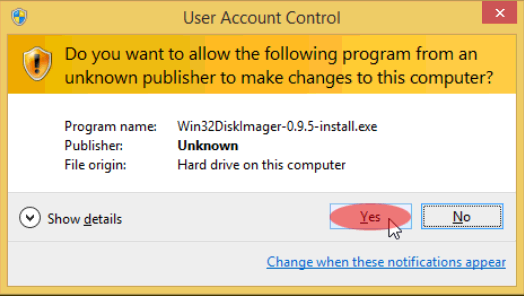 User Account Control
Do you want to allow the following program from an
unknown publisher to make changes to this computer?
Program name: Win32DiskImager-0.9.5-install.exe
Publisher: Unknown
File origin: Hard drive on this computer
Show details
Yes
No
Change when these notifications appear